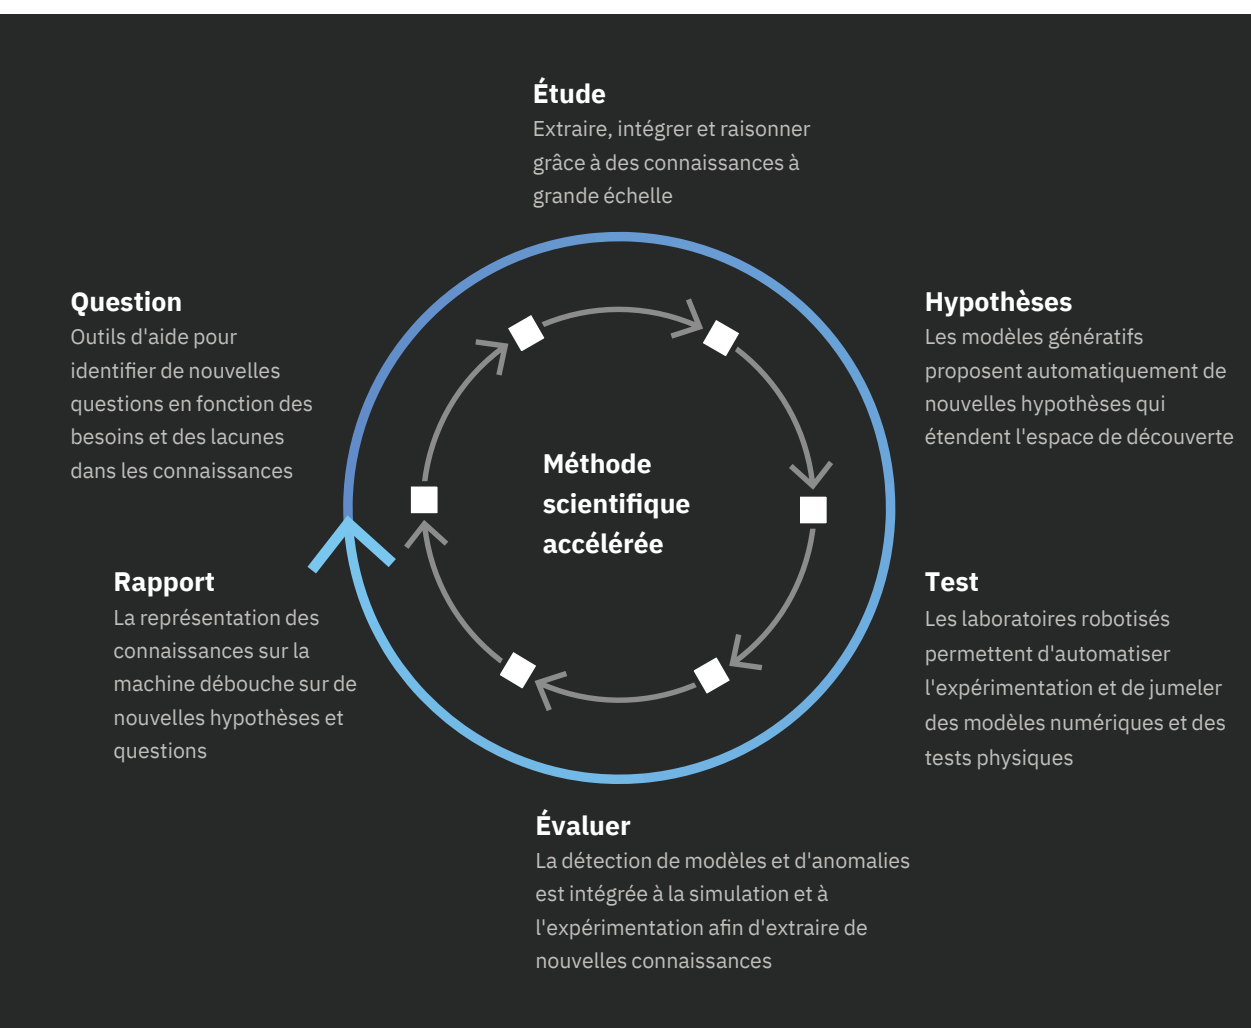 Étude
Extraire, intégrer et raisonner
grâce à des connaissances à
grande échelle
Question
Outils d'aide pour
identifier de nouvelles
questions en fonction des
besoins et des lacunes
dans les connaissances
Hypothèses
Les modèles génératifs
proposent automatiquement de
nouvelles hypothèses qui
étendent l'espace de découverte
Méthode
scientifique
accélérée
Rapport
La représentation des
connaissances sur la
machine débouche sur de
nouvelles hypothèses et
questions
Test
Les laboratoires robotisés
permettent d'automatiser
l'expérimentation et de jumeler
des modèles numériques et des
tests physiques
Évaluer
La détection de modèles et d'anomalies
est intégrée à la simulation et à
l'expérimentation afin d'extraire de
nouvelles connaissances